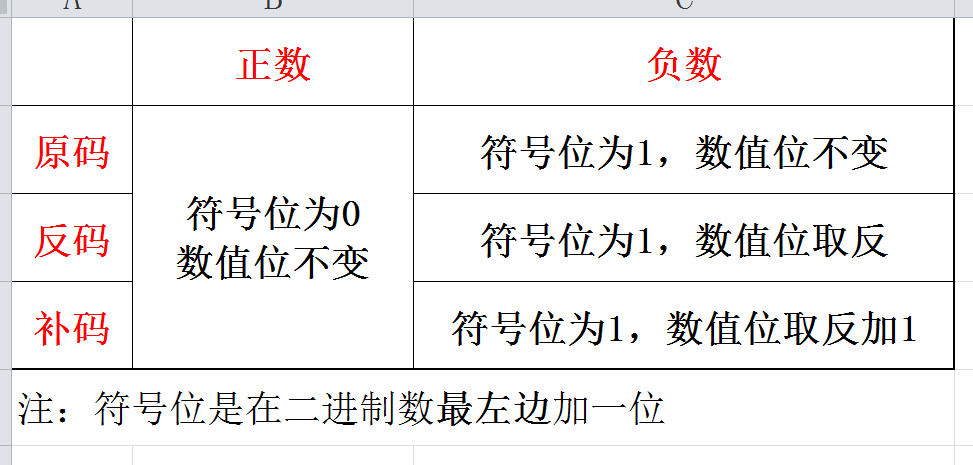 A B C
正数 负数
原码 符号位为1，数值位不变
符号位为0
数值位不变
反码 符号位为1，数值位取反
补码 符号位为1，数值位取反加1
注：符号位是在二进制数最左边加一位